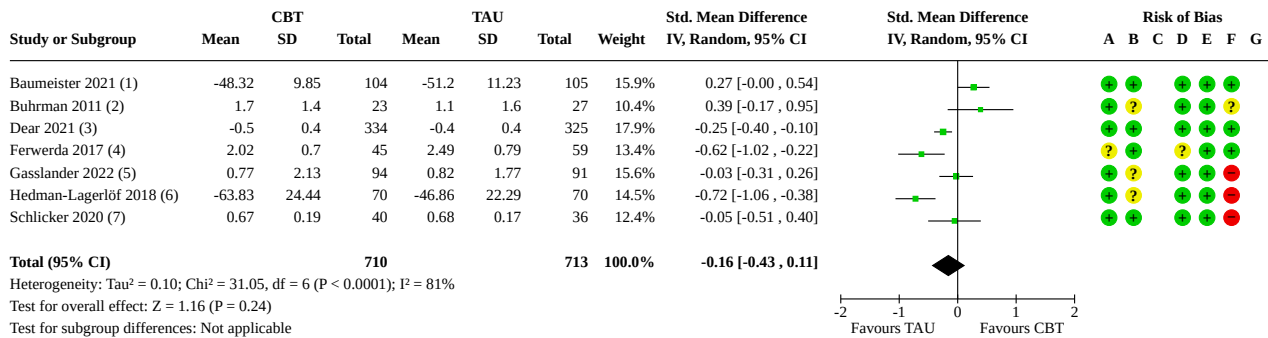 CBT TAU Std. Mean Difference Std. Mean Difference Risk of Bias
Study or Subgroup Mean SD Total Mean SD Total Weight IV, Random, 95% CI IV, Random, 95% CI A B C D E F G
Baumeister 2021 (1) -48.32 9.85 104 -51.2 11.23 105 15.9% 0.27 [-0.00 , 0.54] + + + + +
Buhrman 2011 (2) 1.7 1.4 23 1.1 1.6 27 10.4% 0.39 [-0.17 , 0.95] + ? + + ?
Dear 2021 (3) -0.5 0.4 334 -0.4 0.4 325 17.9% -0.25 [-0.40 , -0.10] + + + + +
Ferwerda 2017 (4) 2.02 0.7 45 2.49 0.79 59 13.4% -0.62 [-1.02 , -0.22] ? + ? + +
Gasslander 2022 (5) 0.77 2.13 94 0.82 1.77 91 15.6% -0.03 [-0.31 , 0.26] + ? + + −
Hedman-Lagerlöf 2018 (6) -63.83 24.44 70 -46.86 22.29 70 14.5% -0.72 [-1.06 , -0.38] + ? + + −
Schlicker 2020 (7) 0.67 0.19 40 0.68 0.17 36 12.4% -0.05 [-0.51 , 0.40] + + + + −
Total (95% CI) 710 713 100.0% -0.16 [-0.43 , 0.11]
Heterogeneity: Tau² = 0.10; Chi² = 31.05, df = 6 (P < 0.0001); I² = 81%
Test for overall effect: Z = 1.16 (P = 0.24)
Test for subgroup differences: Not applicable
-2 -1 0 1 2
Favours TAU Favours CBT